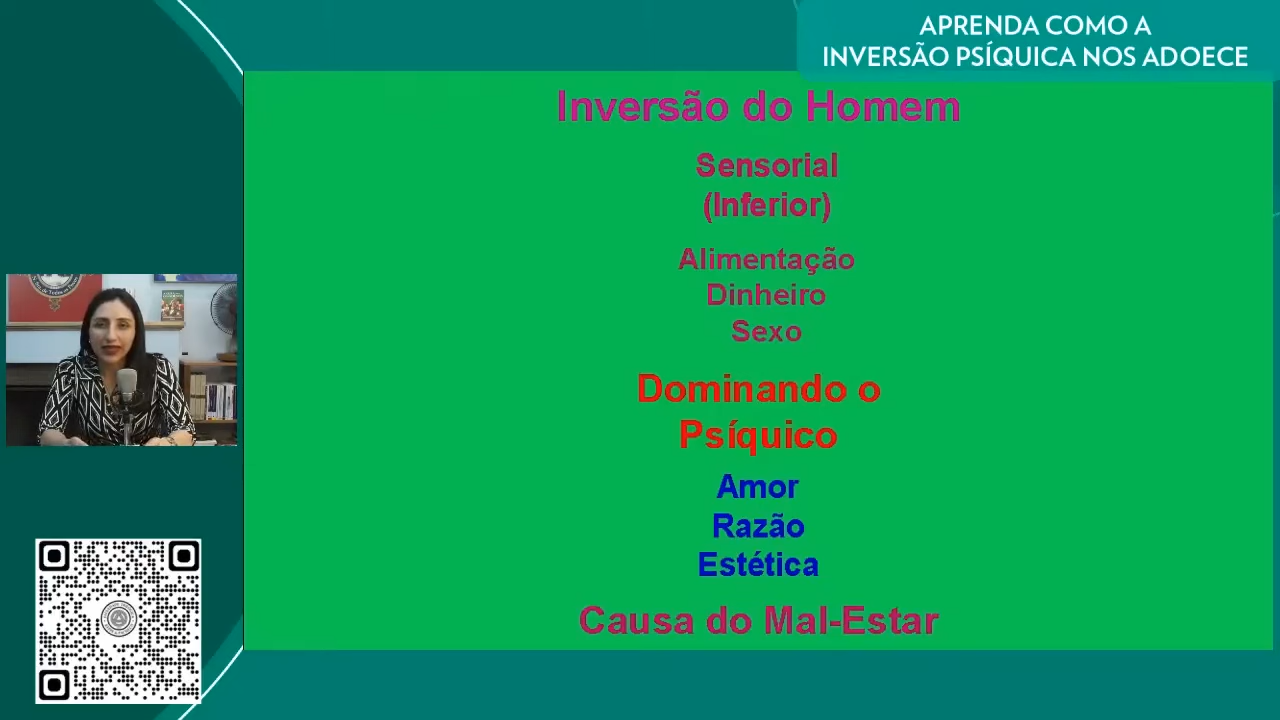 APRENDA COMO A
INVERSÃO PSÍQUICA NOS ADOECE
Inversão do Homem
Sensorial
(Inferior)
Alimentação
Dinheiro
Sexo
Dominando o
Psíquico
Amor
Razão
Estética
Causa do Mal-Estar